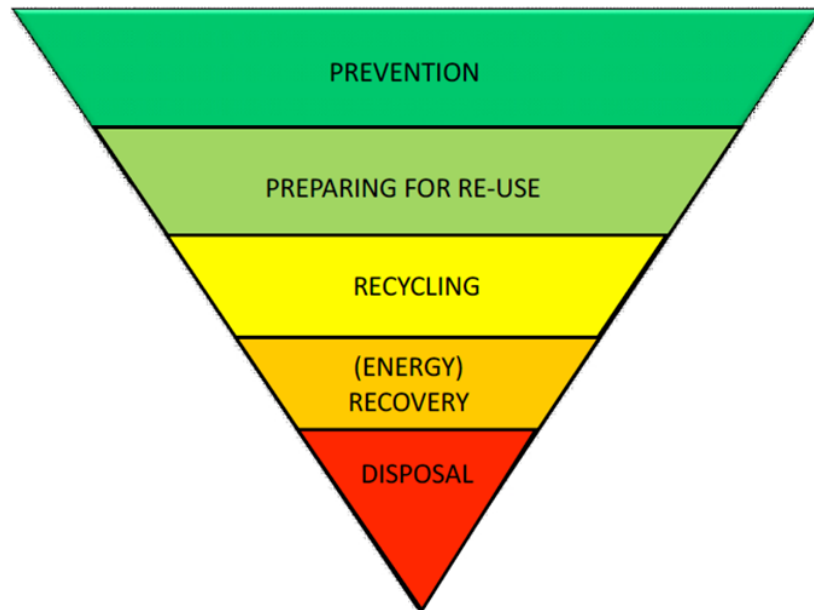 PREVENTION
PREPARING FOR RE-USE
RECYCLING
(ENERGY)
RECOVERY
DISPOSAL